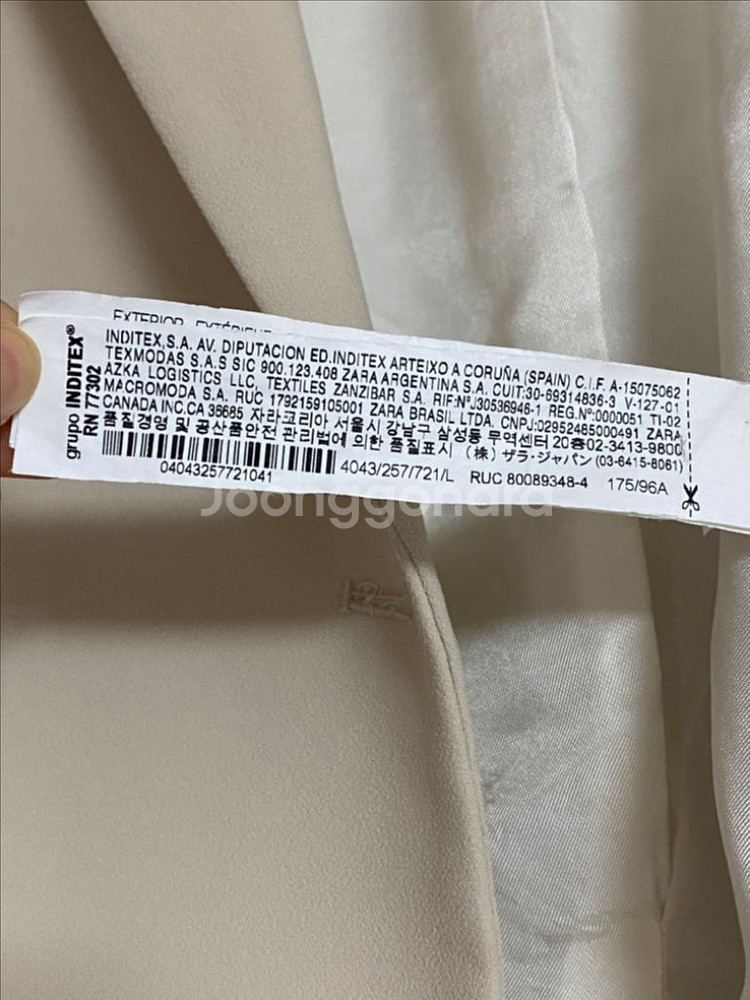 EXTERIOR EXTÉRIEUR
grupo INDITEX®
RN 77302
INDITEX,S.A. AV. DIPUTACION ED.INDITEX ARTEIXO A CORUÑA (SPAIN) C.I.F. A-15075062
TEXMODAS S.A.S SIC 900.123.408 ZARA ARGENTINA S.A. CUIT:30-69314836-3 V-127-01
AZKA LOGISTICS LLC, TEXTILES ZANZIBAR S.A. RIF:NºJ30536946-1 REG.Nº:0000051 TI-02
MACROMODA S.A. RUC 1792159105001 ZARA BRASIL LTDA. CNPJ:02952485000491 ZARA
CANADA INC.CA 36685 자라코리아 서울시 강남구 삼성동 무역센터 20층02-3413-9800
품질경영 및 공산품안전 관리법에 의한 품질표시 (株) ザラ・ジャパン (03-6415-8061)
04043257721041
4043/257/721/L RUC 80089348-4 175/96A
Joonggonara